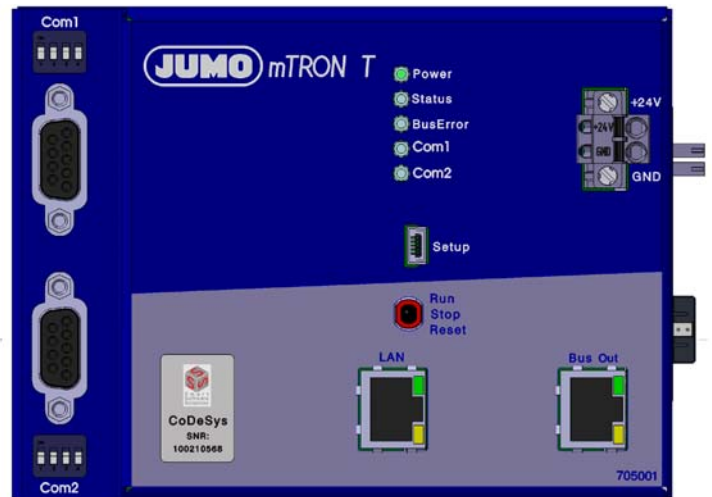 Com1
JUMO mTRON T
Power
Status
BusError
Com1
Com2
+24V
+24V
GND
GND
Setup
Run
Stop
Reset
LAN
Bus Out
CoDeSys
SNR:
100210568
705001
Com2